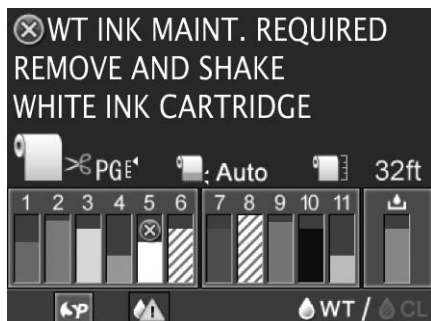 WT INK MAINT. REQUIRED
REMOVE AND SHAKE
WHITE INK CARTRIDGE
PGE : Auto 32ft
1 2 3 4 5 6 7 8 9 10 11
P WT / CL